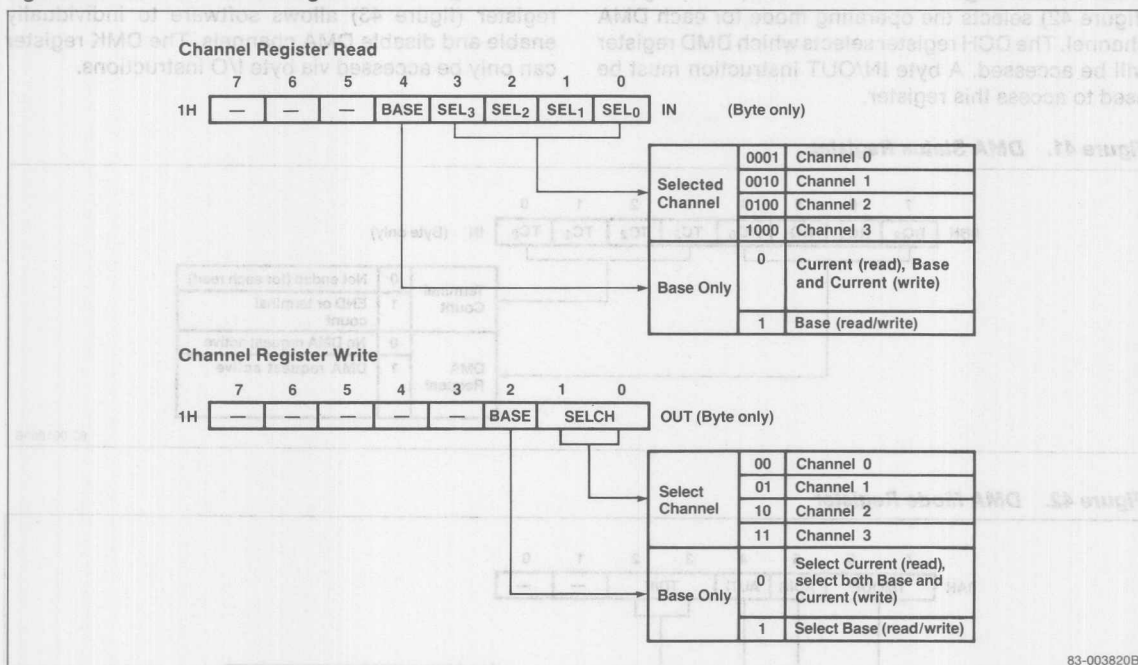 Channel Register Read
7 6 5 4 3 2 1 0
1H — — — BASE SEL3 SEL2 SEL1 SEL0 IN (Byte only)
Selected Channel
0001 Channel 0
0010 Channel 1
0100 Channel 2
1000 Channel 3
Base Only
0 Current (read), Base
and Current (write)
1 Base (read/write)
Channel Register Write
7 6 5 4 3 2 1 0
1H — — — — — BASE SELCH OUT (Byte only)
Select Channel
00 Channel 0
01 Channel 1
10 Channel 2
11 Channel 3
Base Only
0 Select Current (read),
select both Base and
Current (write)
1 Select Base (read/write)
83-003820B